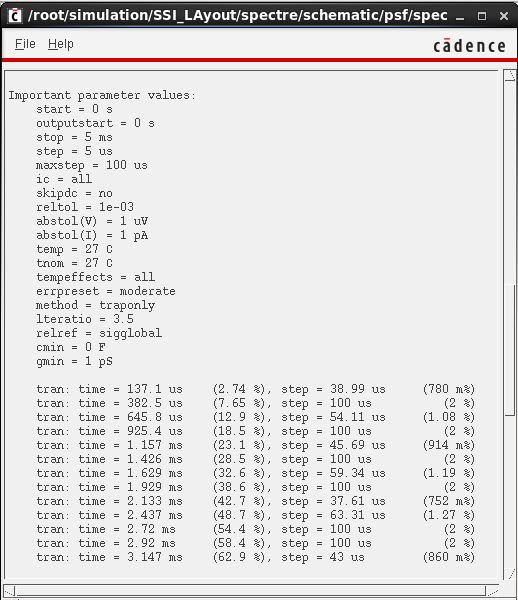 /root/simulation/SSI_LAyout/spectre/schematic/psf/spec
File Help
cādence
Important parameter values:
start = 0 s
outputstart = 0 s
stop = 5 ms
step = 5 us
maxstep = 100 us
ic = all
skipdc = no
reltol = 1e-03
abstol(V) = 1 uV
abstol(I) = 1 pA
temp = 27 C
tnom = 27 C
tempeffects = all
errpreset = moderate
method = traponly
lteratio = 3.5
relref = sigglobal
cmin = 0 F
gmin = 1 pS
tran: time = 137.1 us (2.74 %), step = 38.99 us (780 m%)
tran: time = 382.5 us (7.65 %), step = 100 us (2 %)
tran: time = 645.8 us (12.9 %), step = 54.11 us (1.08 %)
tran: time = 925.4 us (18.5 %), step = 100 us (2 %)
tran: time = 1.157 ms (23.1 %), step = 45.69 us (914 m%)
tran: time = 1.426 ms (28.5 %), step = 100 us (2 %)
tran: time = 1.629 ms (32.6 %), step = 59.34 us (1.19 %)
tran: time = 1.929 ms (38.6 %), step = 100 us (2 %)
tran: time = 2.133 ms (42.7 %), step = 37.61 us (752 m%)
tran: time = 2.437 ms (48.7 %), step = 63.31 us (1.27 %)
tran: time = 2.72 ms (54.4 %), step = 100 us (2 %)
tran: time = 2.92 ms (58.4 %), step = 100 us (2 %)
tran: time = 3.147 ms (62.9 %), step = 43 us (860 m%)